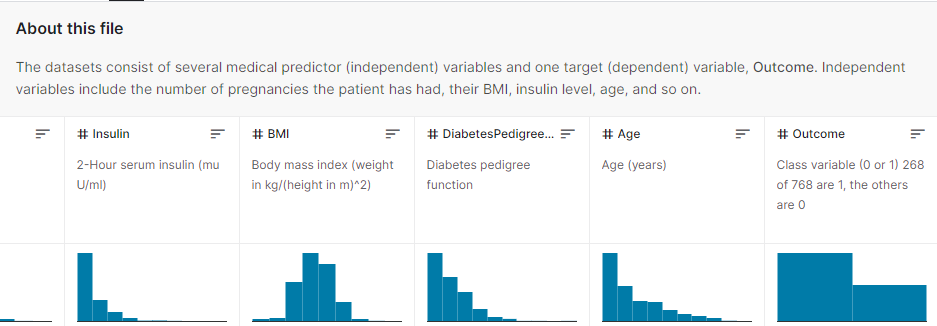 About this file
The datasets consist of several medical predictor (independent) variables and one target (dependent) variable, Outcome. Independent
variables include the number of pregnancies the patient has had, their BMI, insulin level, age, and so on.
# Insulin
2-Hour serum insulin (mu
U/ml)
# BMI
Body mass index (weight
in kg/(height in m)^2)
# DiabetesPedigree...
Diabetes pedigree
function
# Age
Age (years)
# Outcome
Class variable (0 or 1) 268
of 768 are 1, the others
are 0